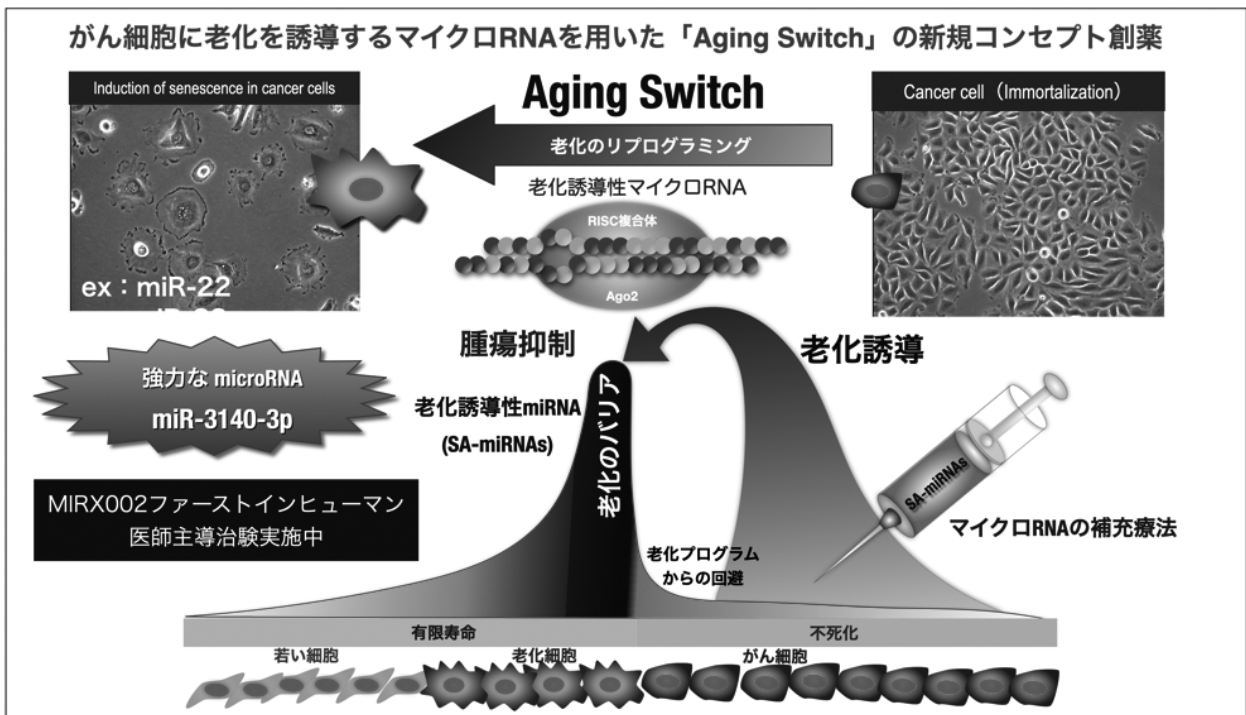 がん細胞に老化を誘導するマイクロRNAを用いた「Aging Switch」の新規コンセプト創薬
Induction of senescence in cancer cells
Aging Switch
Cancer cell （Immortalization）
老化のリプログラミング
老化誘導性マイクロRNA
RISC複合体
Ago2
ex：miR-22
腫瘍抑制
老化誘導
強力な microRNA
miR-3140-3p
老化誘導性miRNA
(SA-miRNAs)
老化のバリア
SA-miRNAs
マイクロRNAの補充療法
MIRX002ファーストインヒューマン
医師主導治験実施中
老化プログラム
からの回避
有限寿命
不死化
若い細胞
老化細胞
がん細胞